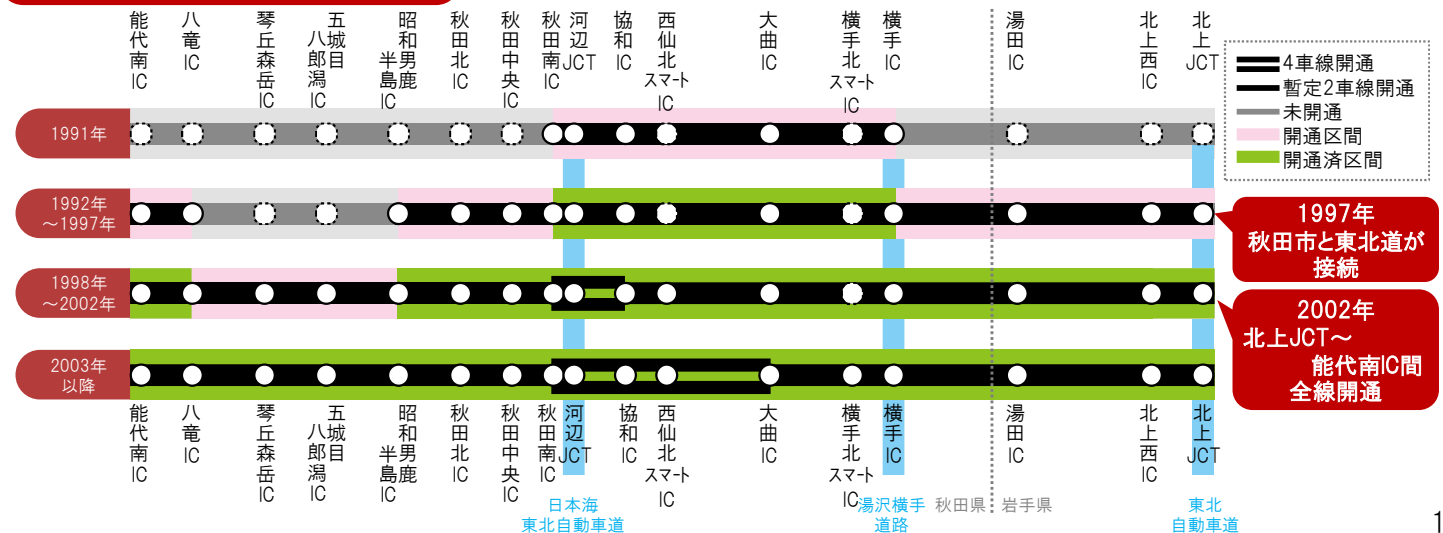 能代南IC
八竜IC
琴丘森岳IC
五城目
八郎潟IC
昭和男鹿
半島IC
秋田北IC
秋田中央IC
秋田南IC
河辺JCT
協和IC
西仙北
スマート
IC
大曲IC
横手北
スマート
IC
横手IC
湯田IC
北上西IC
北上JCT
4車線開通
暫定2車線開通
未開通
開通区間
開通済区間
1991年
1992年
～1997年
1997年
秋田市と東北道が
接続
1998年
～2002年
2002年
北上JCT～
能代南IC間
全線開通
2003年
以降
能代南IC
八竜IC
琴丘森岳IC
五城目
八郎潟IC
昭和男鹿
半島IC
秋田北IC
秋田中央IC
秋田南IC
河辺JCT
協和IC
西仙北
スマート
IC
大曲IC
横手北
スマート
IC
横手IC
湯田IC
北上西IC
北上JCT
日本海
東北自動車道
湯沢横手
道路
秋田県
岩手県
東北
自動車道
1